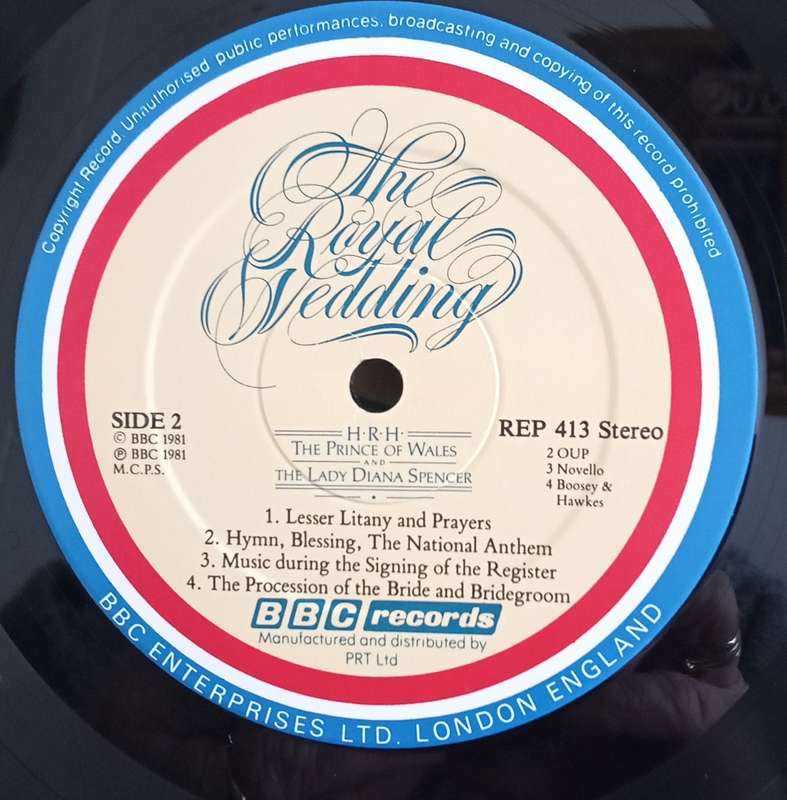 Copyright Record Unauthorised public performances, broadcasting and copying of this record prohibited
The
Royal
Wedding
SIDE 2
© BBC 1981
℗ BBC 1981
M.C.P.S.
H·R·H·
THE PRINCE OF WALES
AND
THE LADY DIANA SPENCER
REP 413 Stereo
2 OUP
3 Novello
4 Boosey &
Hawkes
1. Lesser Litany and Prayers
2. Hymn, Blessing, The National Anthem
3. Music during the Signing of the Register
4. The Procession of the Bride and Bridegroom
BBC records
Manufactured and distributed by
PRT Ltd
BBC ENTERPRISES LTD. LONDON ENGLAND